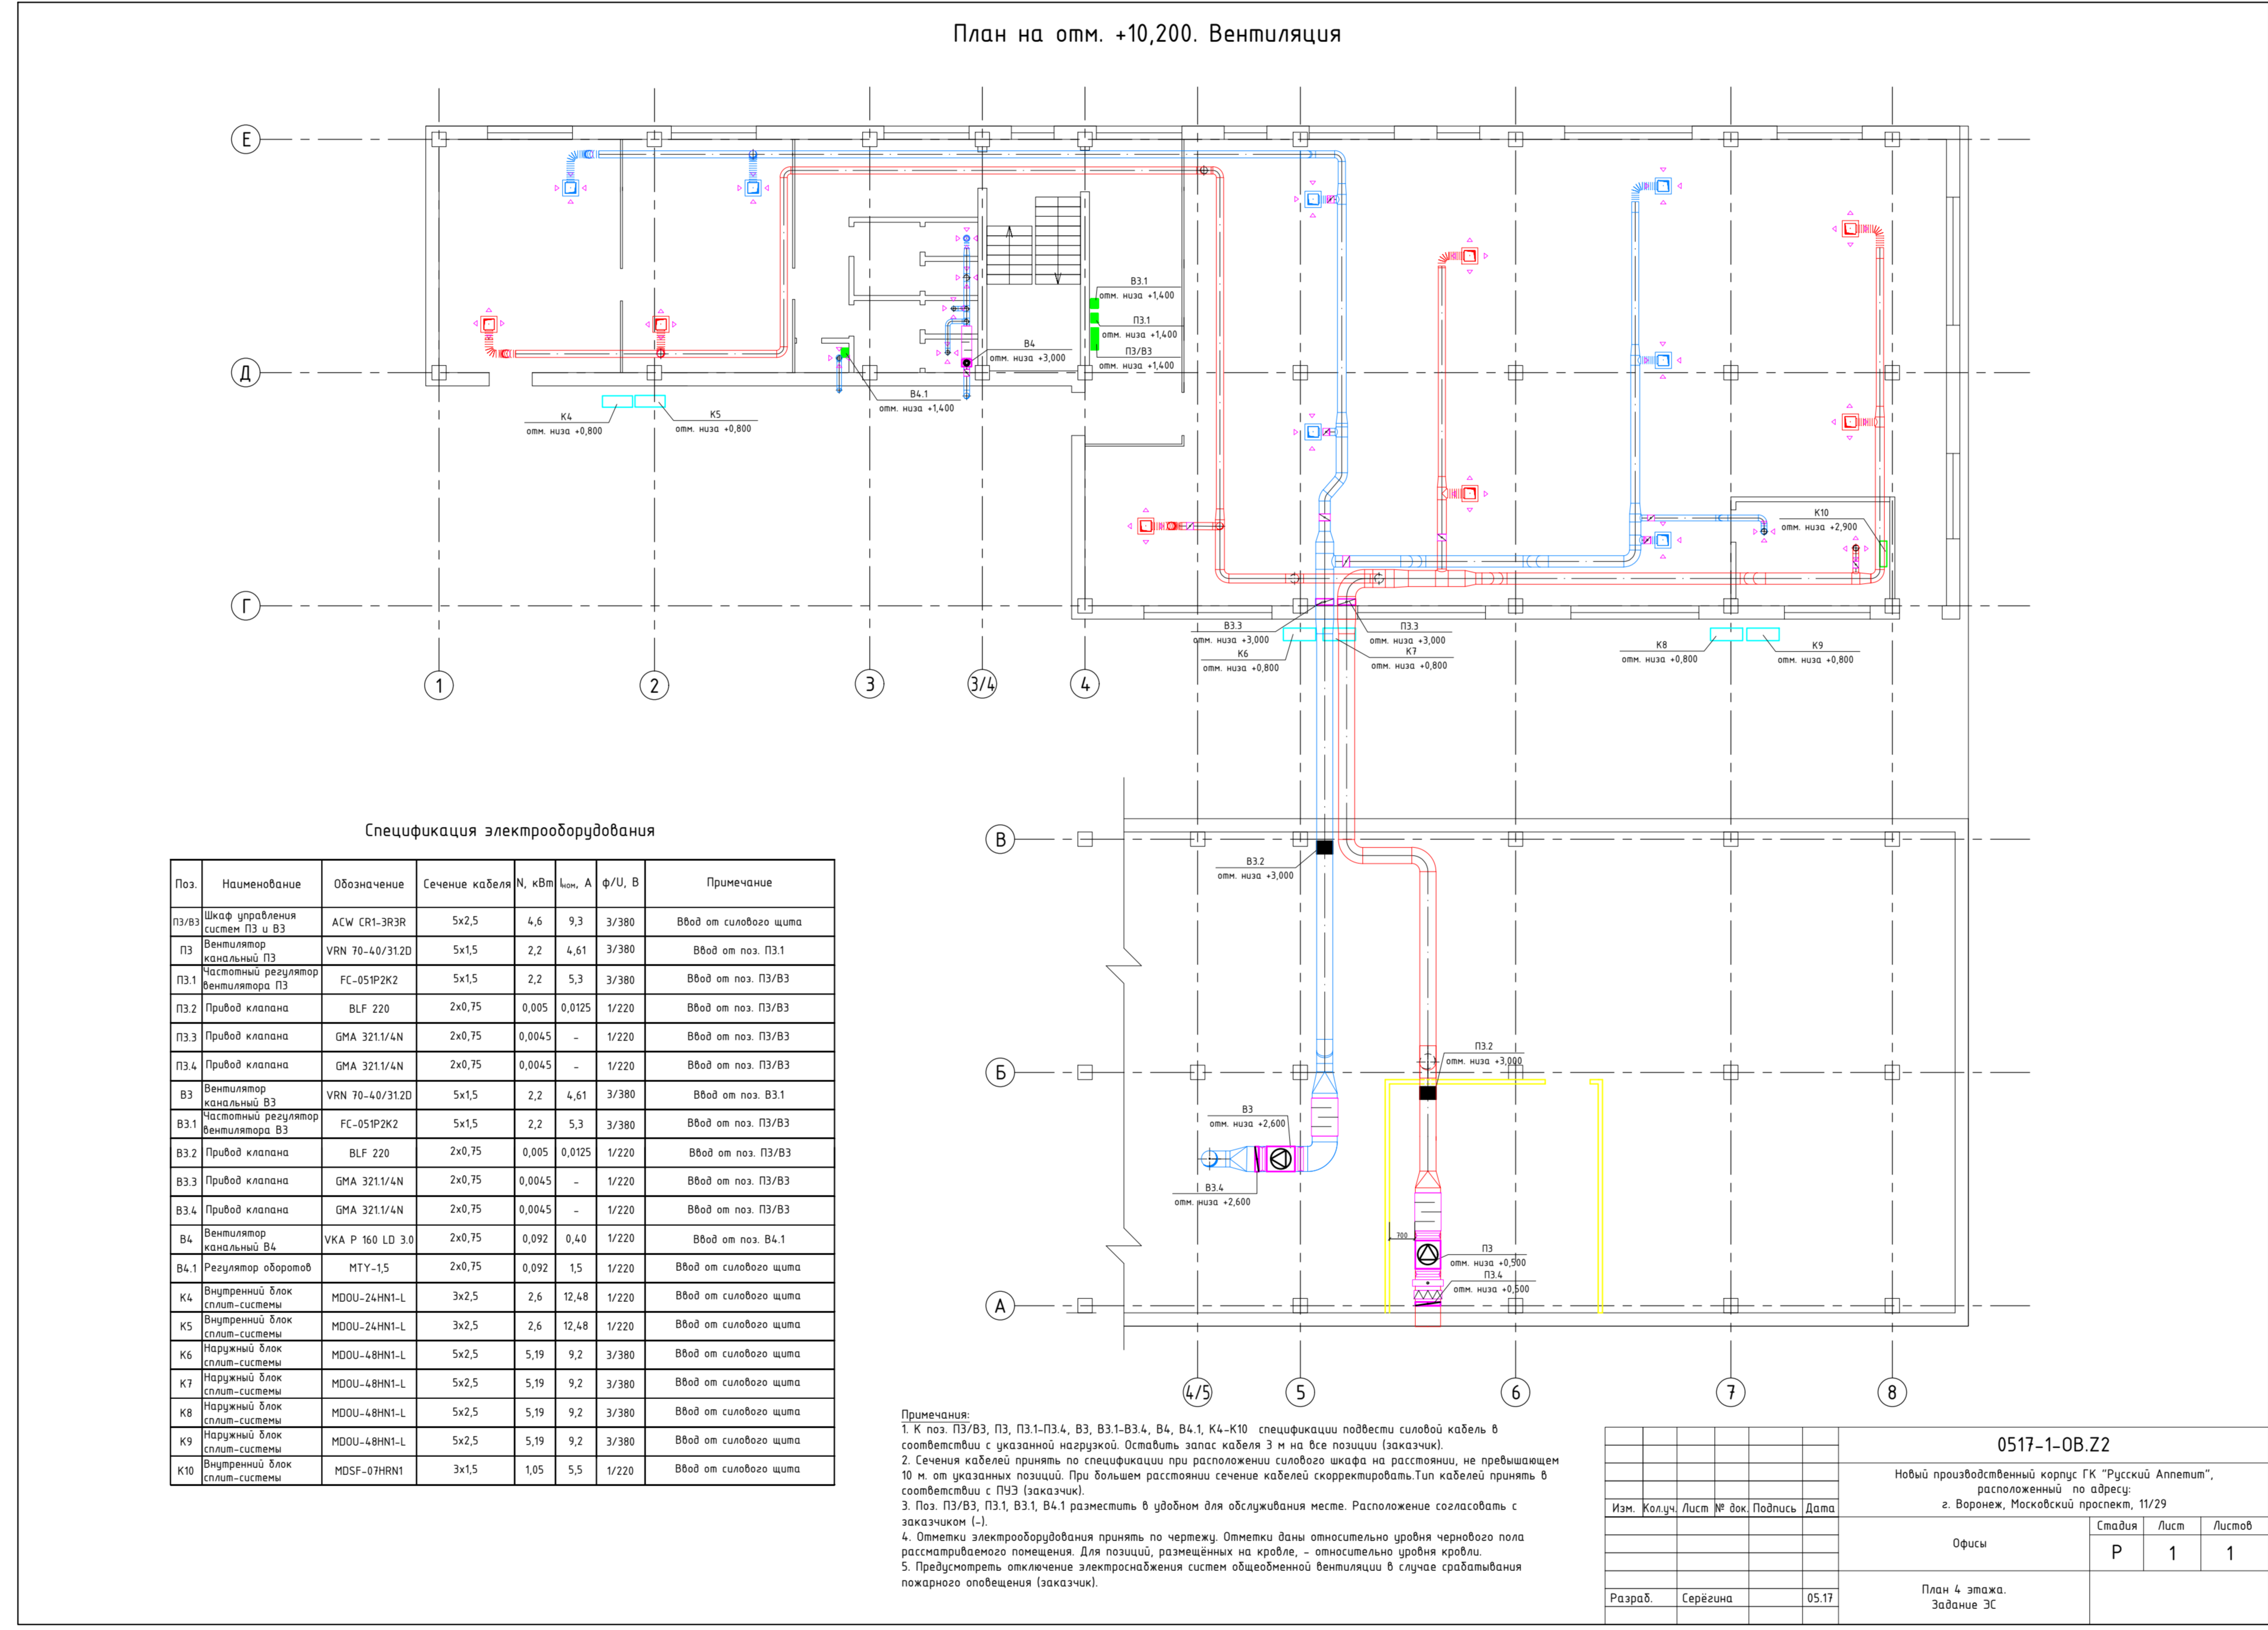 План на отм. +10,200. Вентиляция
Е
Д
Г
В3.1
отм. низа +1,400
П3.1
отм. низа +1,400
П3/В3
отм. низа +1,400
В4
отм. низа +3,000
В4.1
отм. низа +1,400
К4
отм. низа +0,800
К5
отм. низа +0,800
К10
отм. низа +2,900
В3.3
отм. низа +3,000
П3.3
отм. низа +3,000
К6
отм. низа +0,800
К7
отм. низа +0,800
К8
отм. низа +0,800
К9
отм. низа +0,800
1
2
3
3/4
4
В
Б
А
В3.2
отм. низа +3,000
П3.2
отм. низа +3,000
В3
отм. низа +2,600
В3.4
отм. низа +2,600
700
П3
отм. низа +0,500
П3.4
отм. низа +0,500
4/5
5
6
7
8
Спецификация электрооборудования
Поз. Наименование Обозначение Сечение кабеля N, кВт Iном, А ф/U, В Примечание
П3/В3 Шкаф управления систем П3 и В3 ACW CR1-3R3R 5х2,5 4,6 9,3 3/380 Ввод от силового щита
П3 Вентилятор канальный П3 VRN 70-40/31.2D 5х1,5 2,2 4,61 3/380 Ввод от поз. П3.1
П3.1 Частотный регулятор вентилятора П3 FC-051P2K2 5х1,5 2,2 5,3 3/380 Ввод от поз. П3/В3
П3.2 Привод клапана BLF 220 2х0,75 0,005 0,0125 1/220 Ввод от поз. П3/В3
П3.3 Привод клапана GMA 321.1/4N 2х0,75 0,0045 - 1/220 Ввод от поз. П3/В3
П3.4 Привод клапана GMA 321.1/4N 2х0,75 0,0045 - 1/220 Ввод от поз. П3/В3
В3 Вентилятор канальный В3 VRN 70-40/31.2D 5х1,5 2,2 4,61 3/380 Ввод от поз. В3.1
В3.1 Частотный регулятор вентилятора В3 FC-051P2K2 5х1,5 2,2 5,3 3/380 Ввод от поз. П3/В3
В3.2 Привод клапана BLF 220 2х0,75 0,005 0,0125 1/220 Ввод от поз. П3/В3
В3.3 Привод клапана GMA 321.1/4N 2х0,75 0,0045 - 1/220 Ввод от поз. П3/В3
В3.4 Привод клапана GMA 321.1/4N 2х0,75 0,0045 - 1/220 Ввод от поз. П3/В3
В4 Вентилятор канальный В4 VKA P 160 LD 3.0 2х0,75 0,092 0,40 1/220 Ввод от поз. В4.1
В4.1 Регулятор оборотов MTY-1,5 2х0,75 0,092 1,5 1/220 Ввод от силового щита
К4 Внутренний блок сплит-системы MDOU-24HN1-L 3х2,5 2,6 12,48 1/220 Ввод от силового щита
К5 Внутренний блок сплит-системы MDOU-24HN1-L 3х2,5 2,6 12,48 1/220 Ввод от силового щита
К6 Наружный блок сплит-системы MDOU-48HN1-L 5х2,5 5,19 9,2 3/380 Ввод от силового щита
К7 Наружный блок сплит-системы MDOU-48HN1-L 5х2,5 5,19 9,2 3/380 Ввод от силового щита
К8 Наружный блок сплит-системы MDOU-48HN1-L 5х2,5 5,19 9,2 3/380 Ввод от силового щита
К9 Наружный блок сплит-системы MDOU-48HN1-L 5х2,5 5,19 9,2 3/380 Ввод от силового щита
К10 Внутренний блок сплит-системы MDSF-07HRN1 3х1,5 1,05 5,5 1/220 Ввод от силового щита
Примечания:
1. К поз. П3/В3, П3, П3.1-П3.4, В3, В3.1-В3.4, В4, В4.1, К4-К10 спецификации подвести силовой кабель в
соответствии с указанной нагрузкой. Оставить запас кабеля 3 м на все позиции (заказчик).
2. Сечения кабелей принять по спецификации при расположении силового шкафа на расстоянии, не превышающем
10 м. от указанных позиций. При большем расстоянии сечение кабелей скорректировать.Тип кабелей принять в
соответствии с ПУЭ (заказчик).
3. Поз. П3/В3, П3.1, В3.1, В4.1 разместить в удобном для обслуживания месте. Расположение согласовать с
заказчиком (-).
4. Отметки электрооборудования принять по чертежу. Отметки даны относительно уровня чернового пола
рассматриваемого помещения. Для позиций, размещённых на кровле, - относительно уровня кровли.
5. Предусмотреть отключение электроснабжения систем общеобменной вентиляции в случае срабатывания
пожарного оповещения (заказчик).
0517-1-ОВ.Z2
Новый производственный корпус ГК "Русский Аппетит",
расположенный по адресу:
г. Воронеж, Московский проспект, 11/29
Изм. Кол.уч. Лист № док. Подпись Дата
Офисы
Стадия Лист Листов
Р 1 1
План 4 этажа.
Задание ЭС
Разраб. Серёгина 05.17